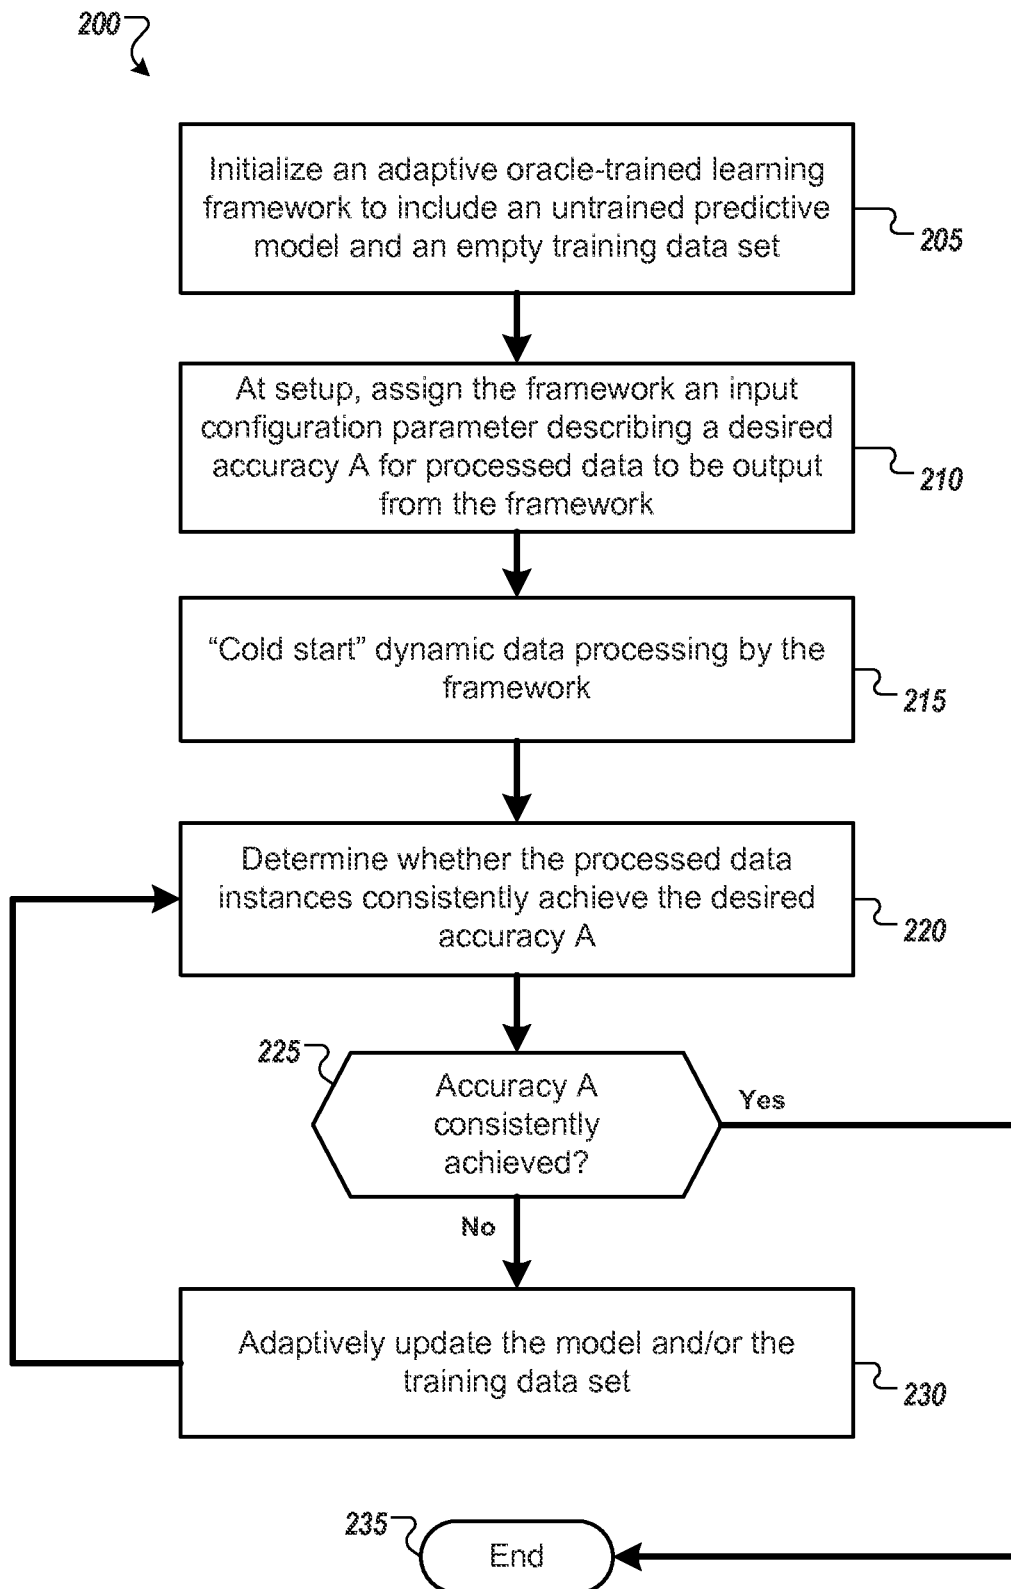 200
Initialize an adaptive oracle-trained learning
framework to include an untrained predictive
model and an empty training data set
205
At setup, assign the framework an input
configuration parameter describing a desired
accuracy A for processed data to be output
from the framework
210
“Cold start” dynamic data processing by the
framework
215
Determine whether the processed data
instances consistently achieve the desired
accuracy A
220
225
Accuracy A
consistently
achieved?
Yes
No
Adaptively update the model and/or the
training data set
230
235
End